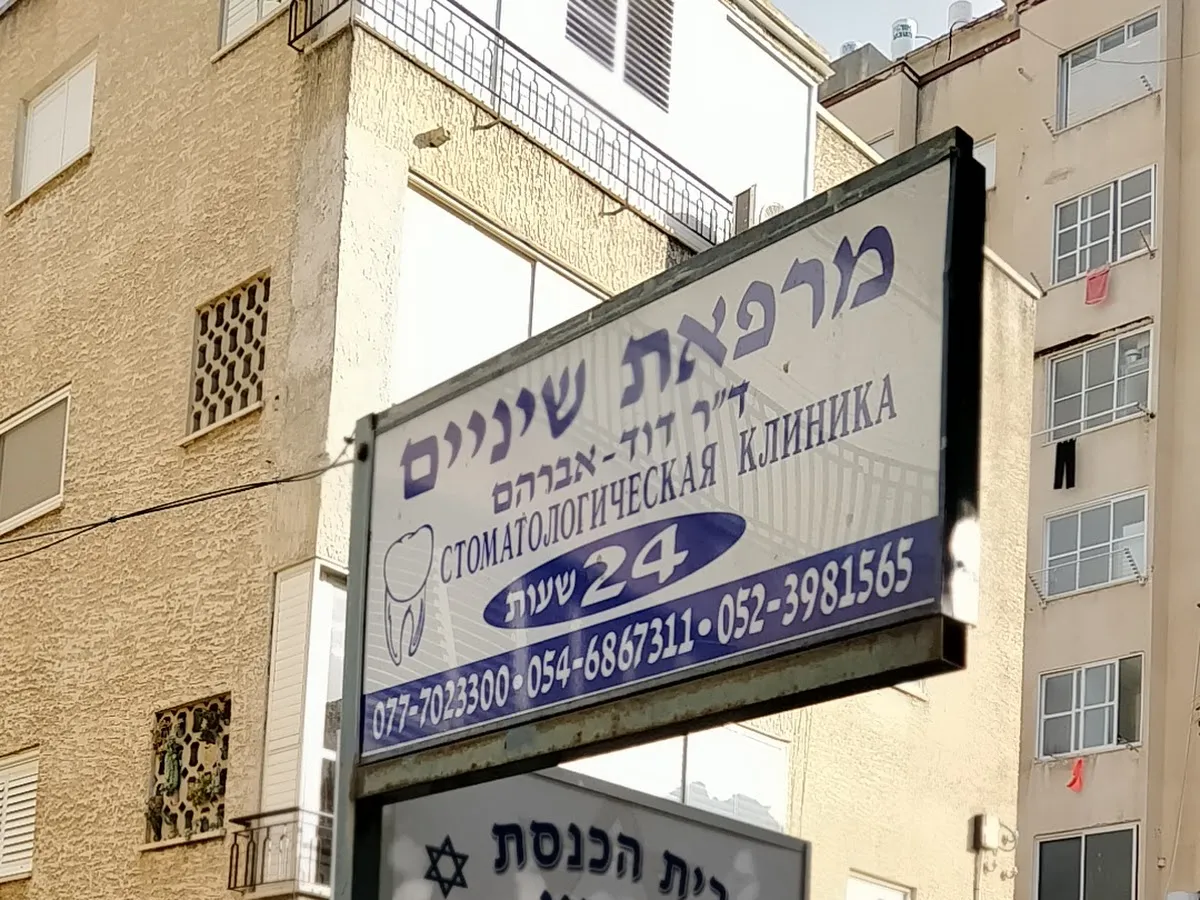 מרפאת שיניים
ד"ר דוד-אברהם
СТОМАТОЛОГИЧЕСКАЯ КЛИНИКА
24 שעות
077-7023300•054-6867311•052-3981565
בית הכנסת